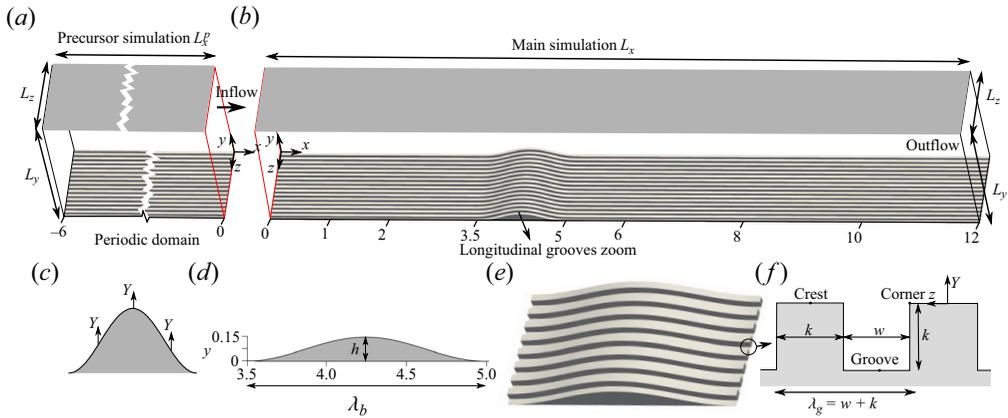 (a)
Precursor simulation L_x^p
L_z
L_y
−6
0
Periodic domain
Inflow
y
x
z
(b)
Main simulation L_x
y
x
z
L_z
Outflow
L_y
0
1
2
3.5
5
6
8
10
12
Longitudinal grooves zoom
(c)
Y
Y
Y
(d)
0.15
y
0
h
3.5
4.0
4.5
5.0
λ_b
(e)
(f)
Crest
Corner z
Y
k
w
k
Groove
λ_g = w + k